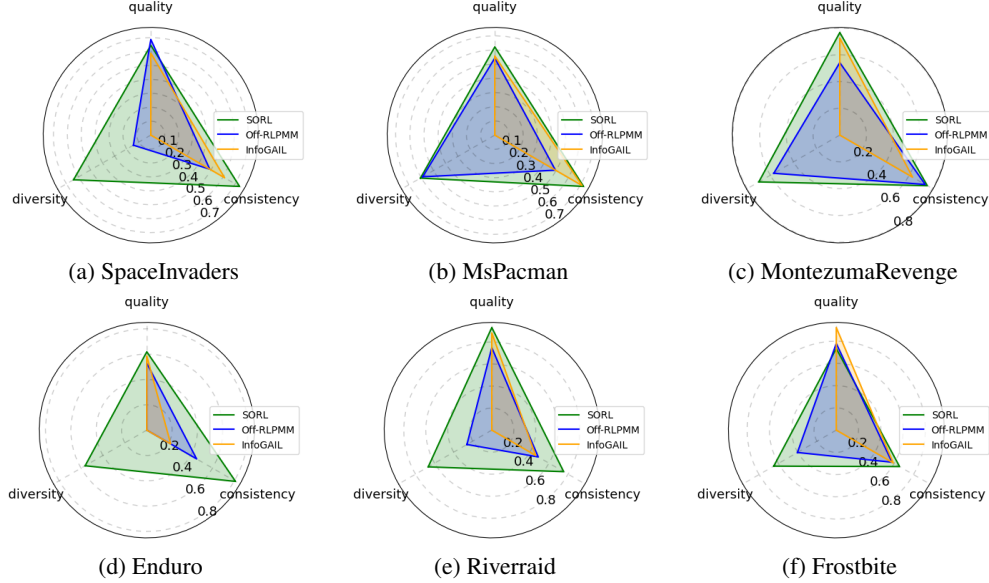 quality
SORL
Off-RLPMM
InfoGAIL
0.1
0.2
0.3
0.4
0.5
0.6
0.7
diversity
consistency
(a) SpaceInvaders
quality
SORL
Off-RLPMM
InfoGAIL
0.1
0.2
0.3
0.4
0.5
0.6
0.7
diversity
consistency
(b) MsPacman
quality
SORL
Off-RLPMM
InfoGAIL
0.2
0.4
0.6
0.8
diversity
consistency
(c) MontezumaRevenge
quality
SORL
Off-RLPMM
InfoGAIL
0.2
0.4
0.6
0.8
diversity
consistency
(d) Enduro
quality
SORL
Off-RLPMM
InfoGAIL
0.2
0.4
0.6
0.8
diversity
consistency
(e) Riverraid
quality
SORL
Off-RLPMM
InfoGAIL
0.2
0.4
0.6
0.8
diversity
consistency
(f) Frostbite